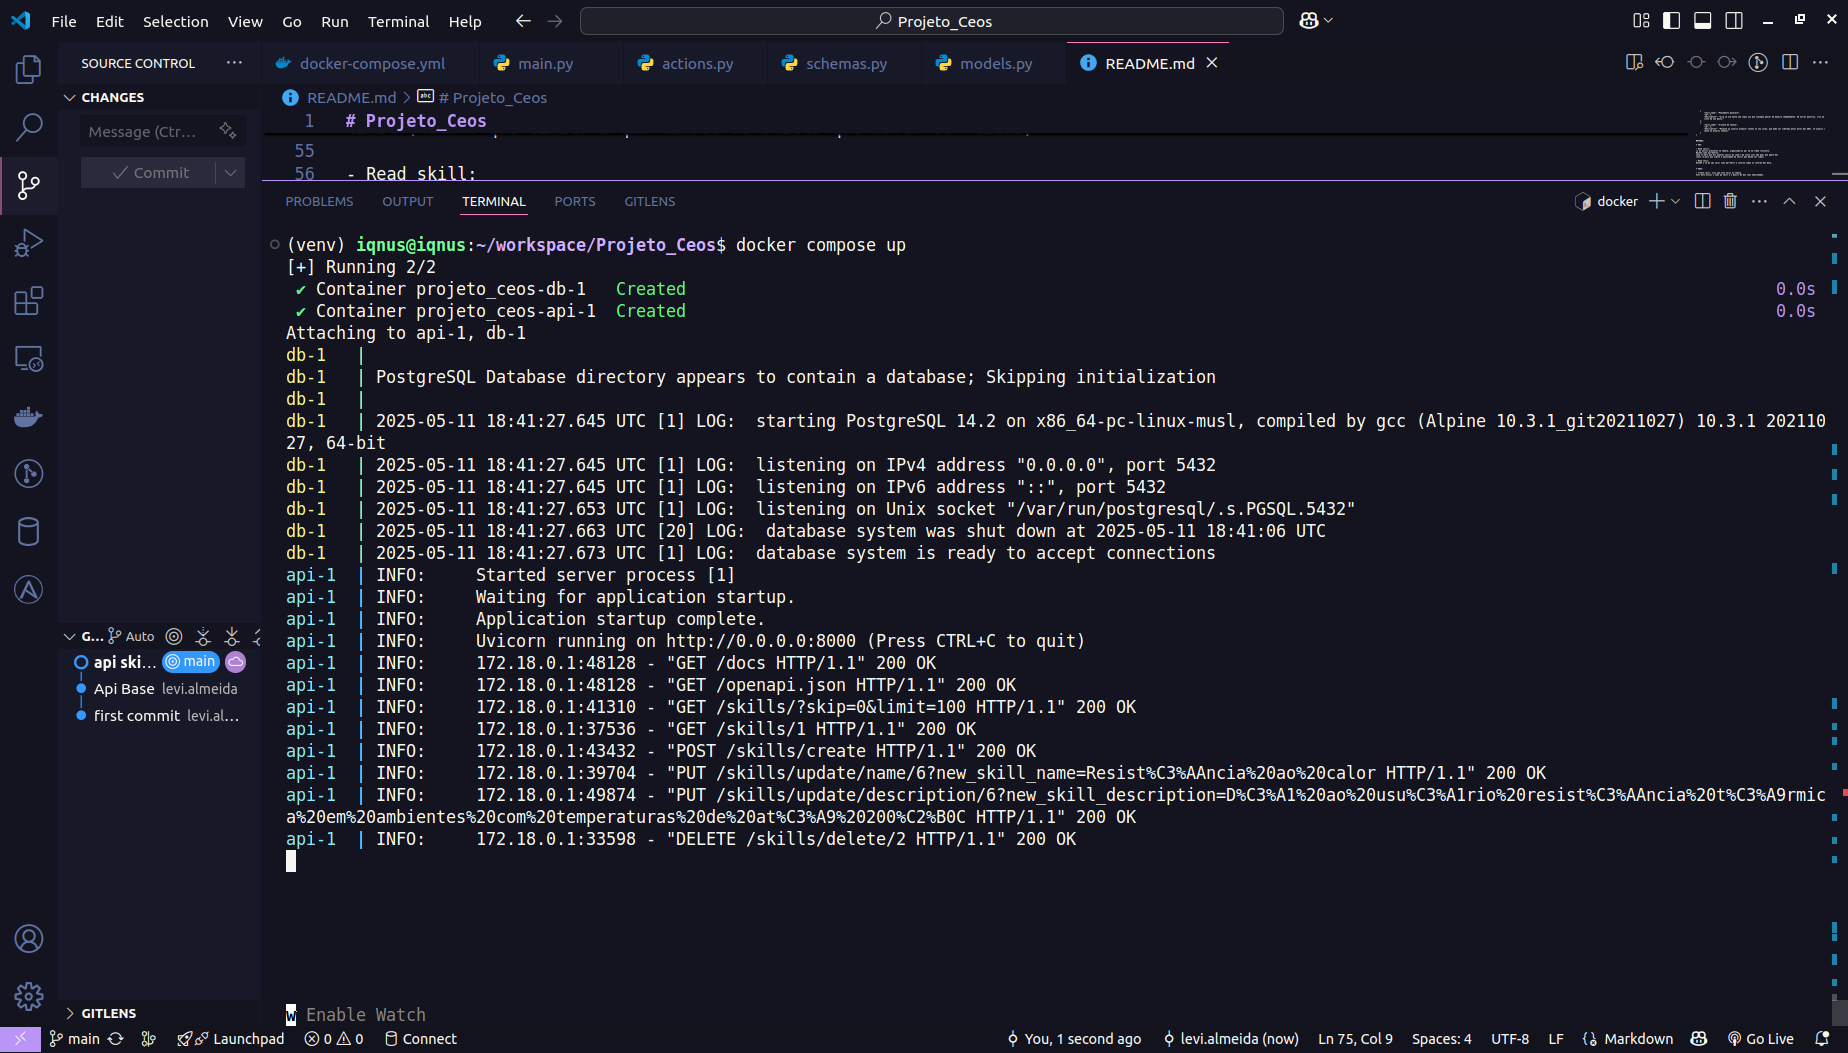 File Edit Selection View Go Run Terminal Help
Projeto_Ceos
SOURCE CONTROL
docker-compose.yml
main.py
actions.py
schemas.py
models.py
README.md
CHANGES
Message (Ctr...
Commit
README.md > # Projeto_Ceos
1 # Projeto_Ceos
55
56 - Read skill:
PROBLEMS OUTPUT TERMINAL PORTS GITLENS
docker
(venv) iqnus@iqnus:~/workspace/Projeto_Ceos$ docker compose up
[+] Running 2/2
✔ Container projeto_ceos-db-1 Created 0.0s
✔ Container projeto_ceos-api-1 Created 0.0s
Attaching to api-1, db-1
db-1 |
db-1 | PostgreSQL Database directory appears to contain a database; Skipping initialization
db-1 |
db-1 | 2025-05-11 18:41:27.645 UTC [1] LOG: starting PostgreSQL 14.2 on x86_64-pc-linux-musl, compiled by gcc (Alpine 10.3.1_git20211027) 10.3.1 202110
27, 64-bit
db-1 | 2025-05-11 18:41:27.645 UTC [1] LOG: listening on IPv4 address "0.0.0.0", port 5432
db-1 | 2025-05-11 18:41:27.645 UTC [1] LOG: listening on IPv6 address "::", port 5432
db-1 | 2025-05-11 18:41:27.653 UTC [1] LOG: listening on Unix socket "/var/run/postgresql/.s.PGSQL.5432"
db-1 | 2025-05-11 18:41:27.663 UTC [20] LOG: database system was shut down at 2025-05-11 18:41:06 UTC
db-1 | 2025-05-11 18:41:27.673 UTC [1] LOG: database system is ready to accept connections
api-1 | INFO: Started server process [1]
api-1 | INFO: Waiting for application startup.
api-1 | INFO: Application startup complete.
api-1 | INFO: Uvicorn running on http://0.0.0.0:8000 (Press CTRL+C to quit)
api-1 | INFO: 172.18.0.1:48128 - "GET /docs HTTP/1.1" 200 OK
api-1 | INFO: 172.18.0.1:48128 - "GET /openapi.json HTTP/1.1" 200 OK
api-1 | INFO: 172.18.0.1:41310 - "GET /skills/?skip=0&limit=100 HTTP/1.1" 200 OK
api-1 | INFO: 172.18.0.1:37536 - "GET /skills/1 HTTP/1.1" 200 OK
api-1 | INFO: 172.18.0.1:43432 - "POST /skills/create HTTP/1.1" 200 OK
api-1 | INFO: 172.18.0.1:39704 - "PUT /skills/update/name/6?new_skill_name=Resist%C3%AAncia%20ao%20calor HTTP/1.1" 200 OK
api-1 | INFO: 172.18.0.1:49874 - "PUT /skills/update/description/6?new_skill_description=D%C3%A1%20ao%20usu%C3%A1rio%20resist%C3%AAncia%20t%C3%A9rmic
a%20em%20ambientes%20com%20temperaturas%20de%20at%C3%A9%20200%C2%B0C HTTP/1.1" 200 OK
api-1 | INFO: 172.18.0.1:33598 - "DELETE /skills/delete/2 HTTP/1.1" 200 OK
w Enable Watch
G... Auto
api ski... main
Api Base levi.almeida
first commit levi.al...
GITLENS
main Launchpad 0 0 Connect You, 1 second ago levi.almeida (now) Ln 75, Col 9 Spaces: 4 UTF-8 LF Markdown Go Live